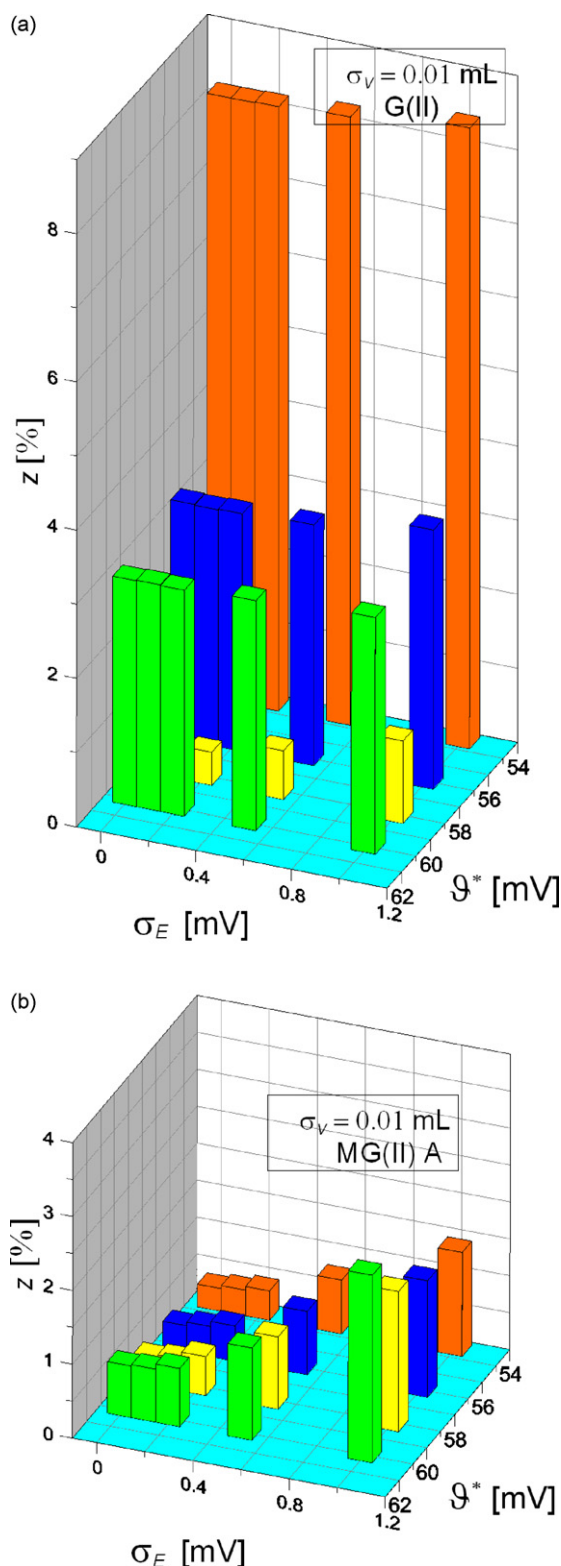 (a)
σV = 0.01 mL
G(II)
8
6
4
2
0
z [%]
0
0.4
0.8
1.2
σE [mV]
54
56
58
60
62
ϑ* [mV]
(b)
σV = 0.01 mL
MG(II) A
4
3
2
1
0
z [%]
0
0.4
0.8
1.2
σE [mV]
54
56
58
60
62
ϑ* [mV]